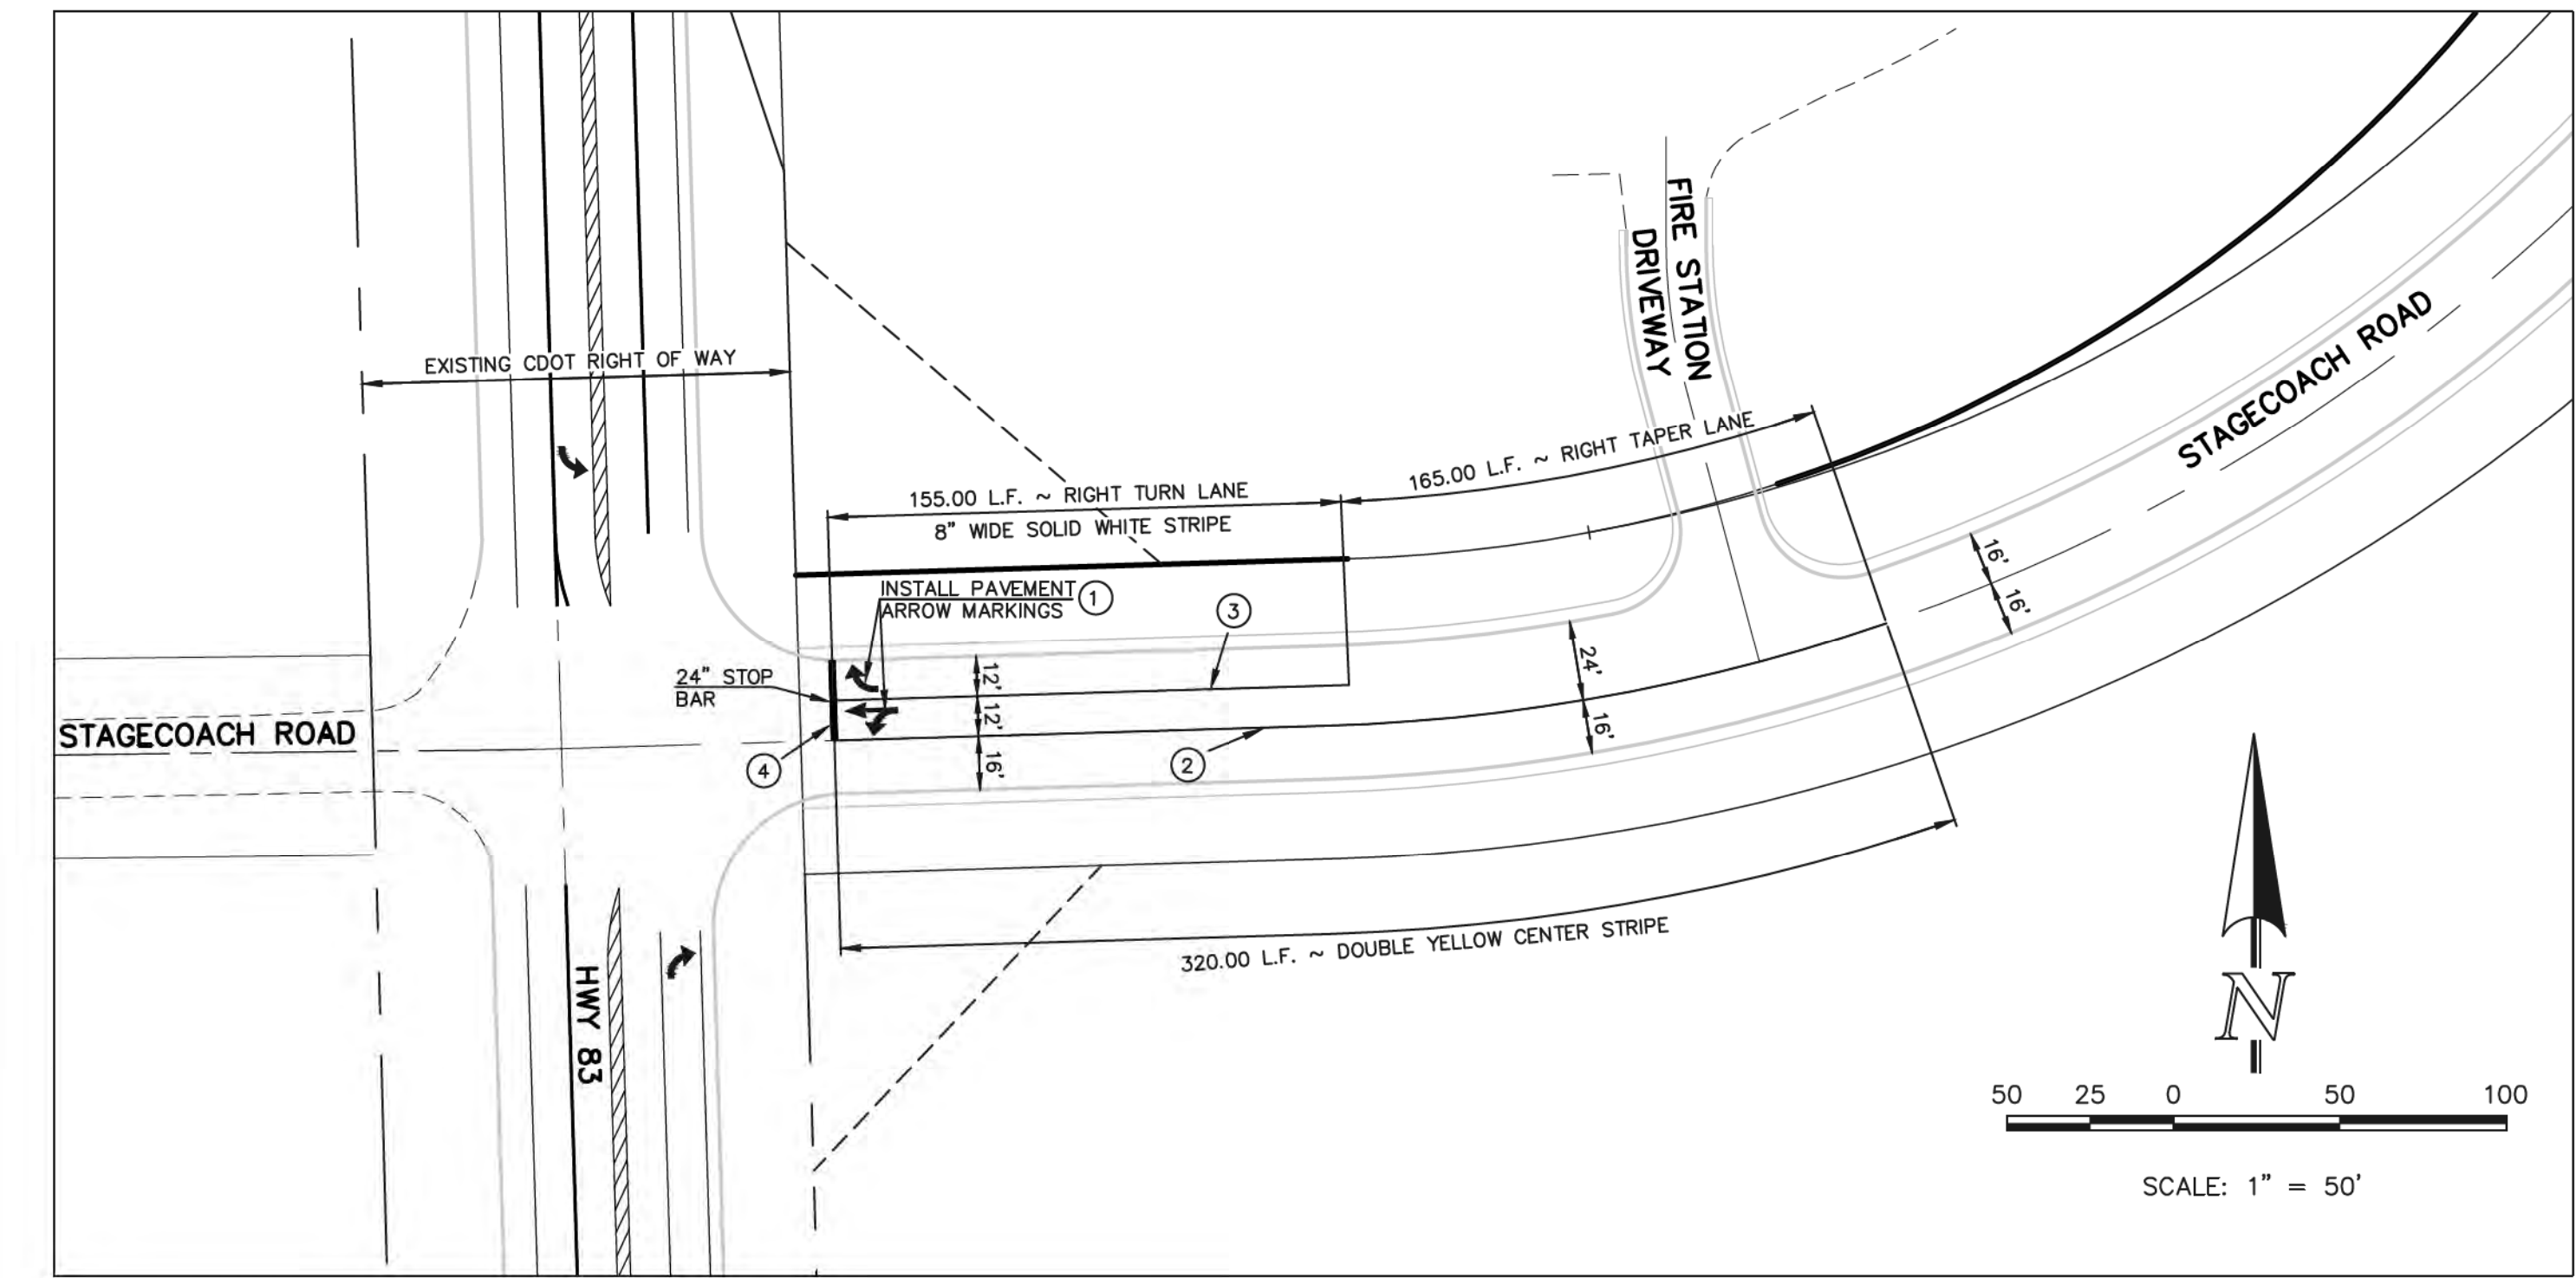 EXISTING CDOT RIGHT OF WAY
FIRE STATION
DRIVEWAY
STAGECOACH ROAD
165.00 L.F. ~ RIGHT TAPER LANE
155.00 L.F. ~ RIGHT TURN LANE
8” WIDE SOLID WHITE STRIPE
INSTALL PAVEMENT
ARROW MARKINGS
1
3
16'
16'
24" STOP
BAR
12'
12'
16'
24'
16'
STAGECOACH ROAD
4
2
320.00 L.F. ~ DOUBLE YELLOW CENTER STRIPE
HWY 83
N
50 25 0 50 100
SCALE: 1” = 50’